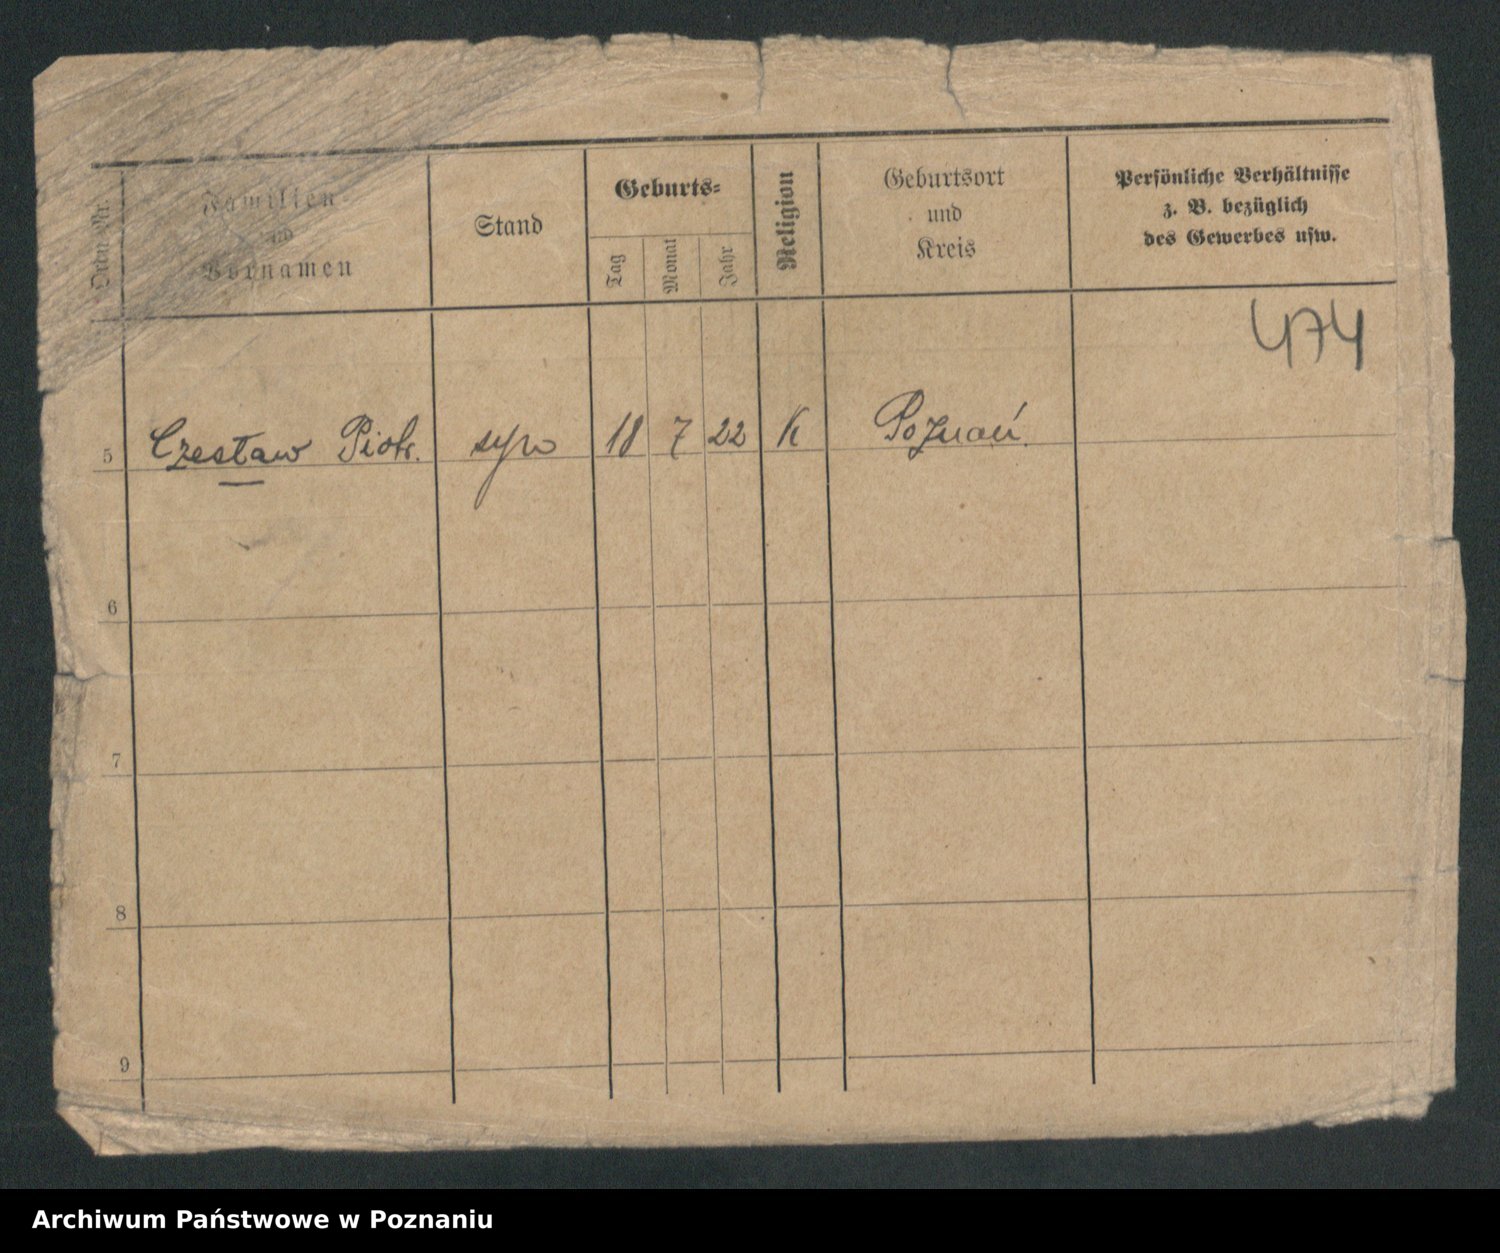 Ordn Nr.
Familien-
und
Vornamen
Stand
Geburts=
Tag
Monat
Jahr
Religion
Geburtsort
und
Kreis
Persönliche Verhältnisse
z. B. bezüglich
des Gewerbes usw.
474
5 Czesław Piotr. syn 18 7 22 K Poznań.
6
7
8
9
Archiwum Państwowe w Poznaniu